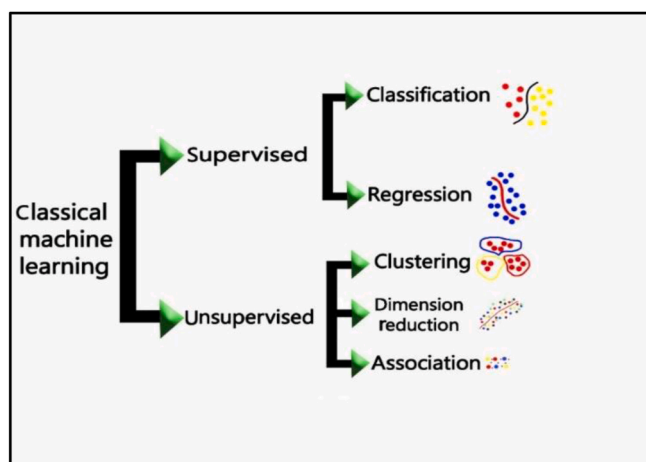 Classical
machine
learning
Supervised
Classification
Regression
Unsupervised
Clustering
Dimension
reduction
Association